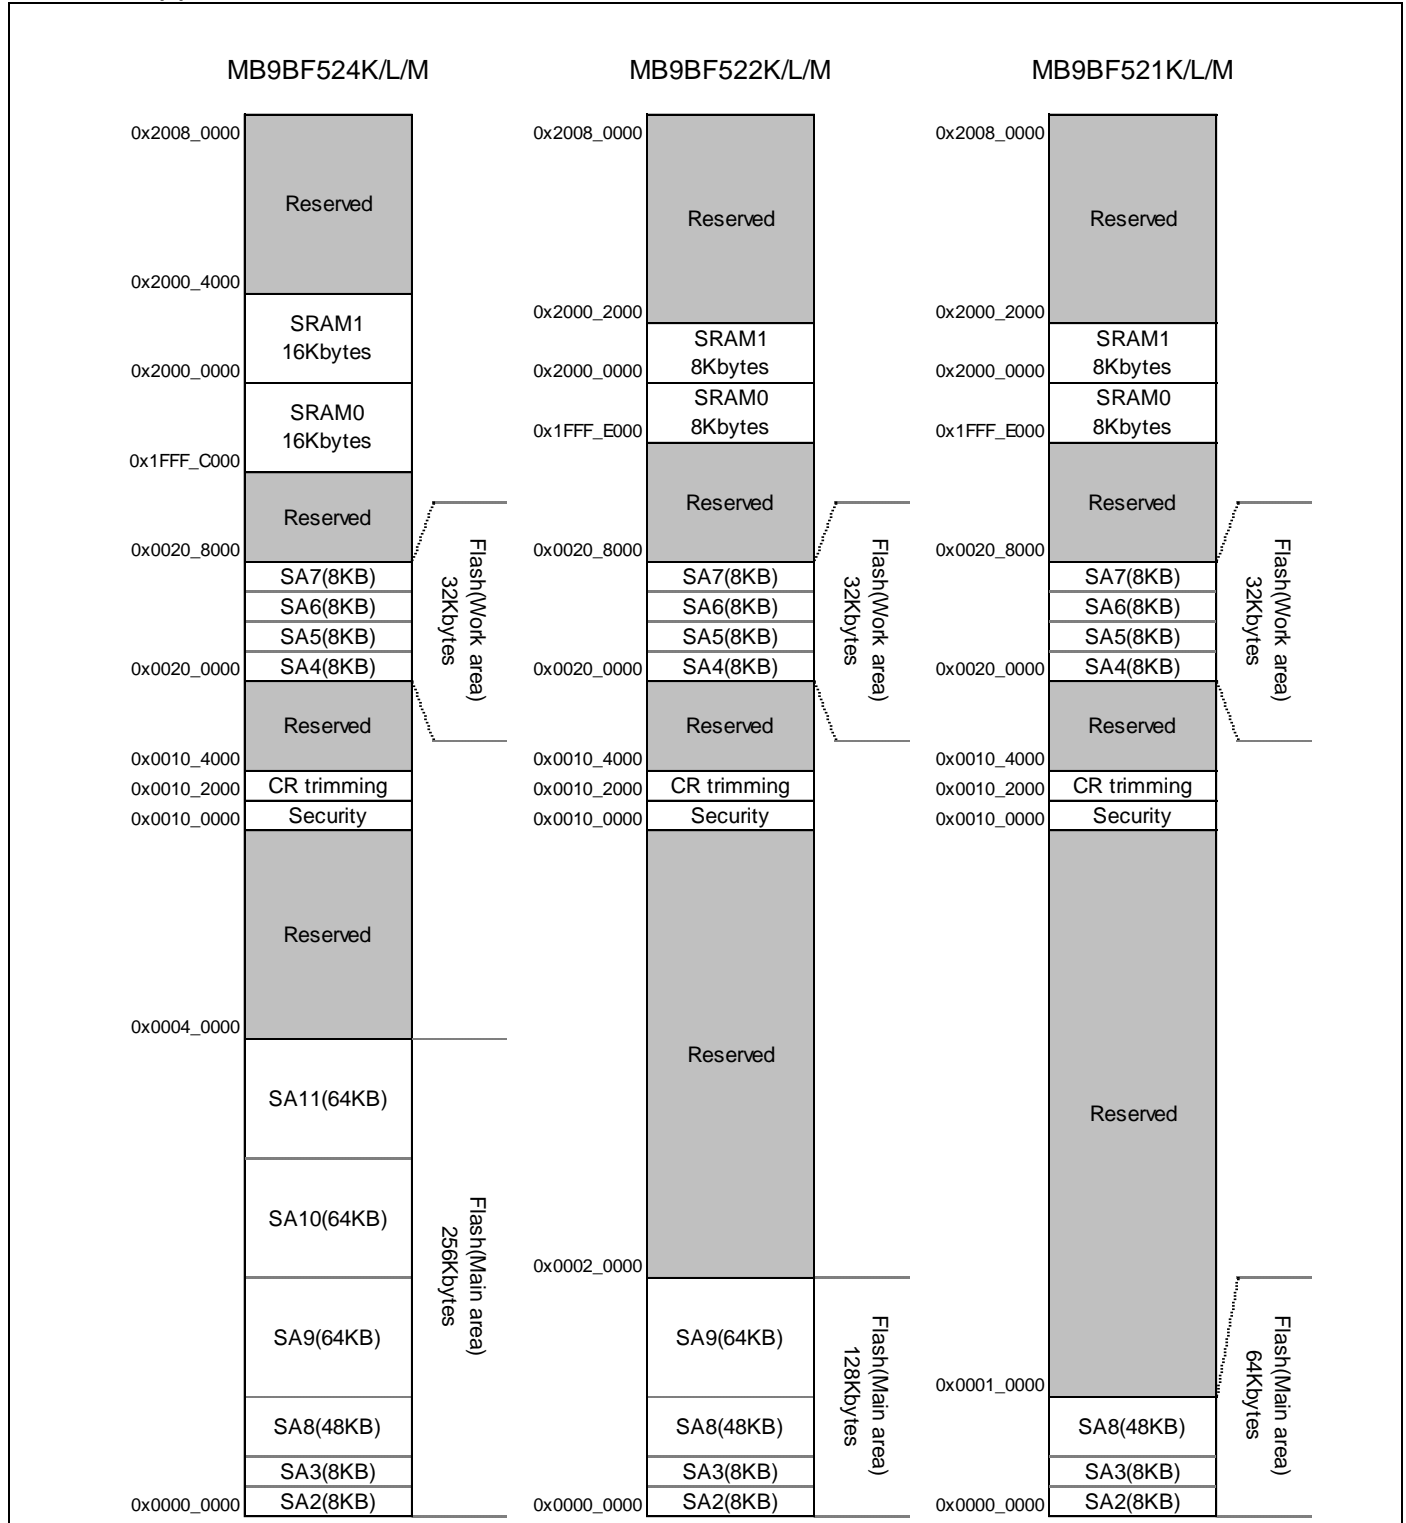 MB9BF524K/L/M
0x2008_0000
Reserved
0x2000_4000
SRAM1
16Kbytes
0x2000_0000
SRAM0
16Kbytes
0x1FFF_C000
Reserved
0x0020_8000
SA7(8KB)
SA6(8KB)
SA5(8KB)
SA4(8KB)
0x0020_0000
Flash(Work area)
32Kbytes
Reserved
0x0010_4000
CR trimming
0x0010_2000
Security
0x0010_0000
Reserved
0x0004_0000
SA11(64KB)
SA10(64KB)
SA9(64KB)
SA8(48KB)
SA3(8KB)
SA2(8KB)
0x0000_0000
Flash(Main area)
256Kbytes
MB9BF522K/L/M
0x2008_0000
Reserved
0x2000_2000
SRAM1
8Kbytes
0x2000_0000
SRAM0
8Kbytes
0x1FFF_E000
Reserved
0x0020_8000
SA7(8KB)
SA6(8KB)
SA5(8KB)
SA4(8KB)
0x0020_0000
Flash(Work area)
32Kbytes
Reserved
0x0010_4000
CR trimming
0x0010_2000
Security
0x0010_0000
Reserved
0x0002_0000
SA9(64KB)
SA8(48KB)
SA3(8KB)
SA2(8KB)
0x0000_0000
Flash(Main area)
128Kbytes
MB9BF521K/L/M
0x2008_0000
Reserved
0x2000_2000
SRAM1
8Kbytes
0x2000_0000
SRAM0
8Kbytes
0x1FFF_E000
Reserved
0x0020_8000
SA7(8KB)
SA6(8KB)
SA5(8KB)
SA4(8KB)
0x0020_0000
Flash(Work area)
32Kbytes
Reserved
0x0010_4000
CR trimming
0x0010_2000
Security
0x0010_0000
Reserved
0x0001_0000
SA8(48KB)
SA3(8KB)
SA2(8KB)
0x0000_0000
Flash(Main area)
64Kbytes